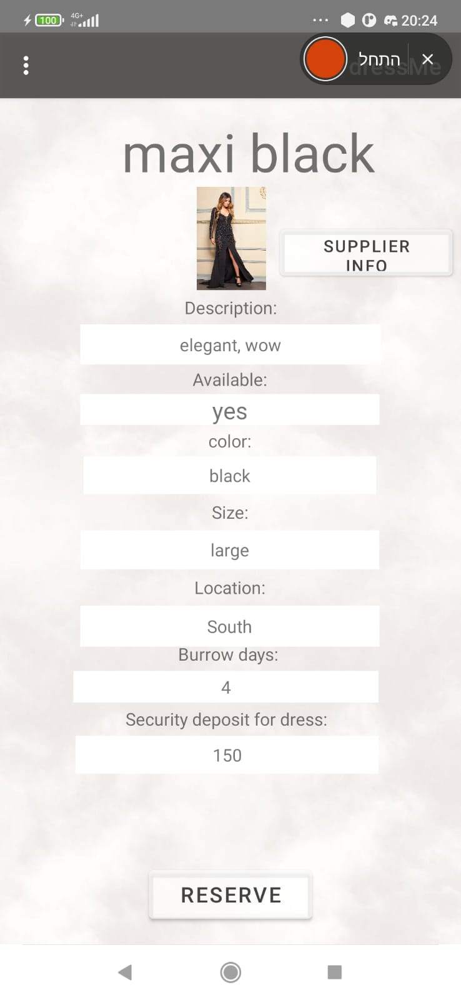 100 4G+ ... 20:24
התחל dressMe
maxi black
SUPPLIER
INFO
Description:
elegant, wow
Available:
yes
color:
black
Size:
large
Location:
South
Burrow days:
4
Security deposit for dress:
150
RESERVE